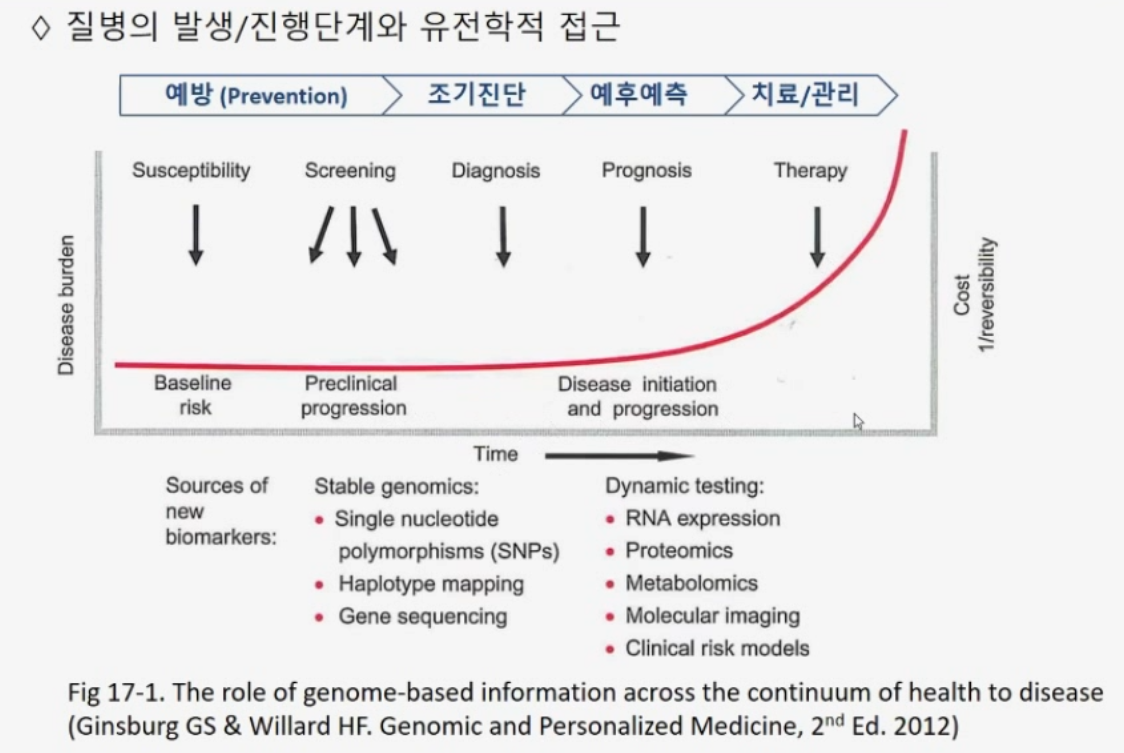 ◇ 질병의 발생/진행단계와 유전학적 접근
예방 (Prevention)
조기진단
예후예측
치료/관리
Susceptibility
Screening
Diagnosis
Prognosis
Therapy
Disease burden
Cost
1/reversibility
Baseline
risk
Preclinical
progression
Disease initiation
and progression
Time
Sources of
new
biomarkers:
Stable genomics:
• Single nucleotide
polymorphisms (SNPs)
• Haplotype mapping
• Gene sequencing
Dynamic testing:
• RNA expression
• Proteomics
• Metabolomics
• Molecular imaging
• Clinical risk models
Fig 17-1. The role of genome-based information across the continuum of health to disease
(Ginsburg GS & Willard HF. Genomic and Personalized Medicine, 2nd Ed. 2012)